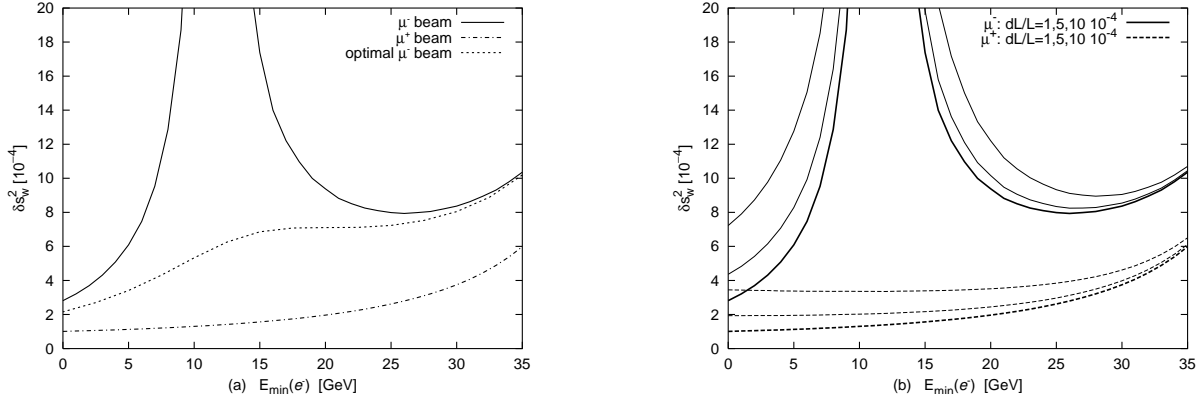 20
18
16
14
12
10
8
6
4
2
0
δs²w [10⁻⁴]
μ⁻ beam
μ⁺ beam
optimal μ⁻ beam
0 5 10 15 20 25 30 35
(a) Emin(e⁻) [GeV]
20
18
16
14
12
10
8
6
4
2
0
δs²w [10⁻⁴]
μ⁻: dL/L=1,5,10 10⁻⁴
μ⁺: dL/L=1,5,10 10⁻⁴
0 5 10 15 20 25 30 35
(b) Emin(e⁻) [GeV]